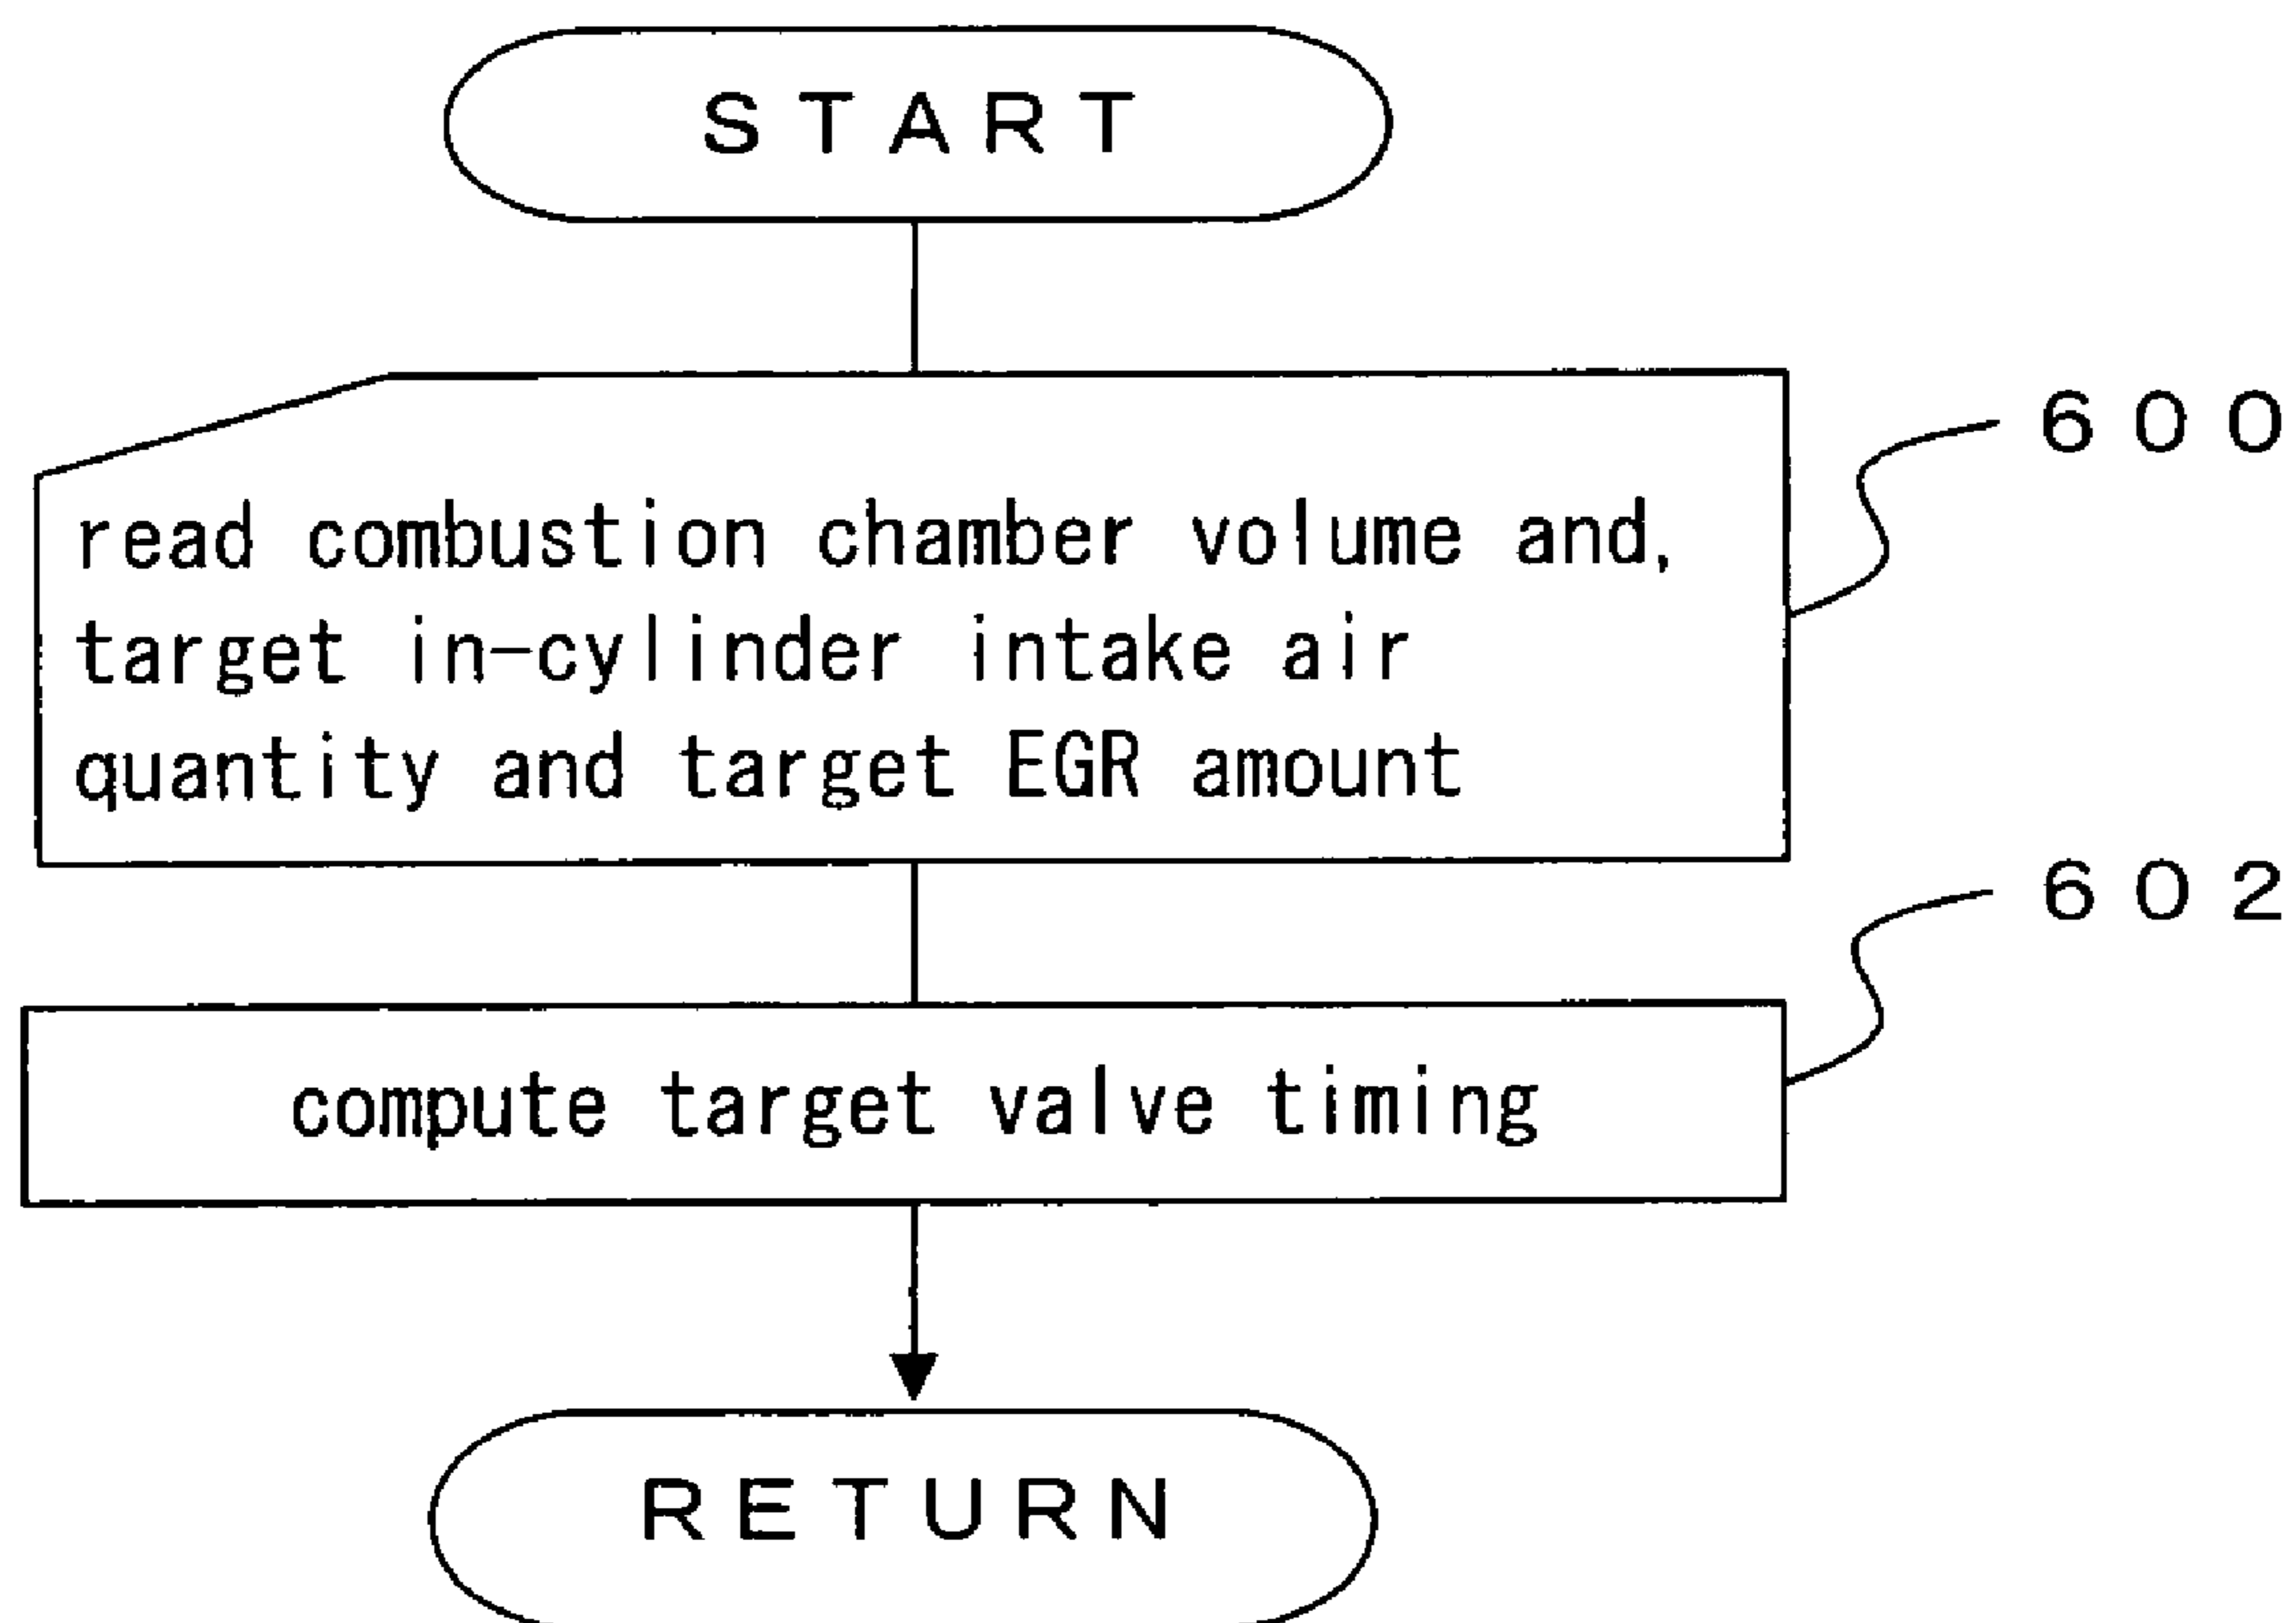 START
600
read combustion chamber volume and,
target in-cylinder intake air
quantity and target EGR amount
602
compute target valve timing
RETURN